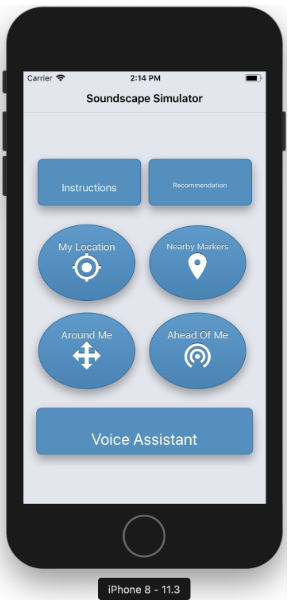 Carrier 2:14 PM
Soundscape Simulator
Instructions Recommendation
My Location Nearby Markers
Around Me Ahead Of Me
Voice Assistant
iPhone 8 - 11.3